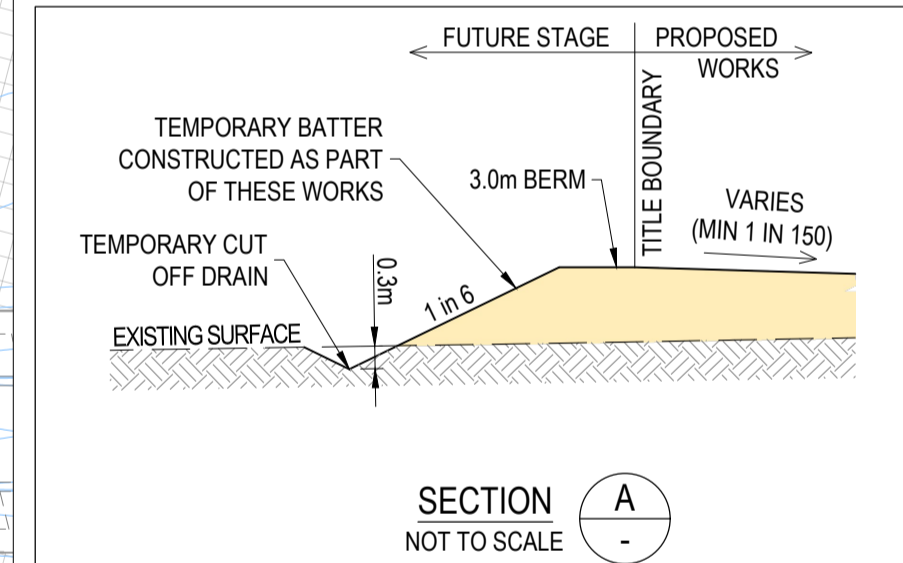 FUTURE STAGE
PROPOSED
WORKS
TITLE BOUNDARY
TEMPORARY BATTER
CONSTRUCTED AS PART
OF THESE WORKS
3.0m BERM
VARIES
(MIN 1 IN 150)
TEMPORARY CUT
OFF DRAIN
0.3m
1 in 6
EXISTING SURFACE
SECTION
NOT TO SCALE
A
-